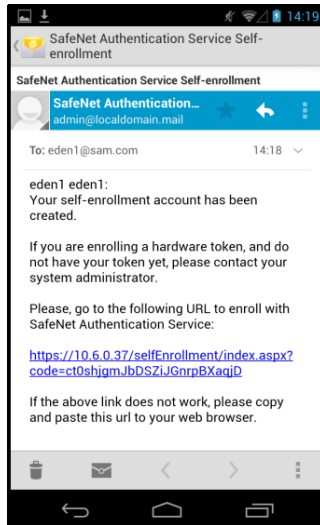 14:19
SafeNet Authentication Service Self-
enrollment
SafeNet Authentication Service Self-enrollment
SafeNet Authentication...
admin@localdomain.mail
To: eden1@sam.com 14:18
eden1 eden1:
Your self-enrollment account has been
created.
If you are enrolling a hardware token, and do
not have your token yet, please contact your
system administrator.
Please, go to the following URL to enroll with
SafeNet Authentication Service:
https://10.6.0.37/selfEnrollment/index.aspx?
code=ct0shjgmJbDSZiJGnrpBXaqjD
If the above link does not work, please copy
and paste this url to your web browser.